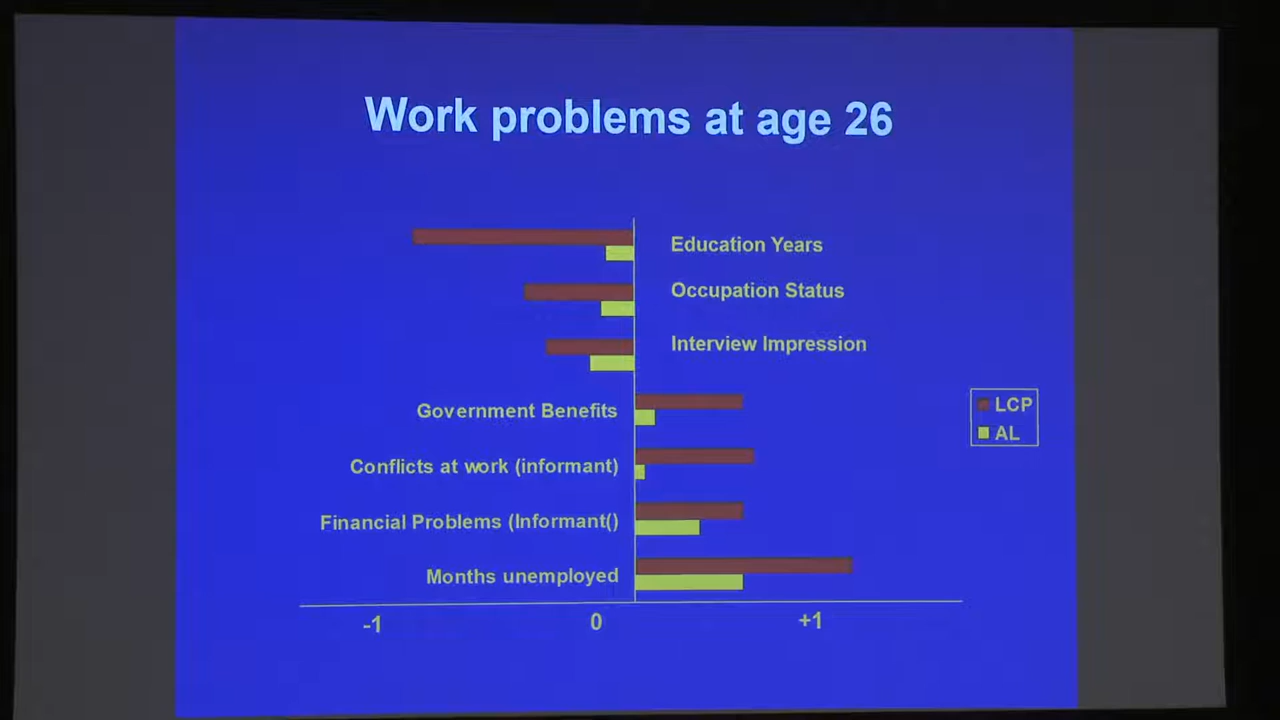 Work problems at age 26
Education Years
Occupation Status
Interview Impression
Government Benefits
Conflicts at work (informant)
Financial Problems (Informant()
Months unemployed
LCP
AL
-1 0 +1